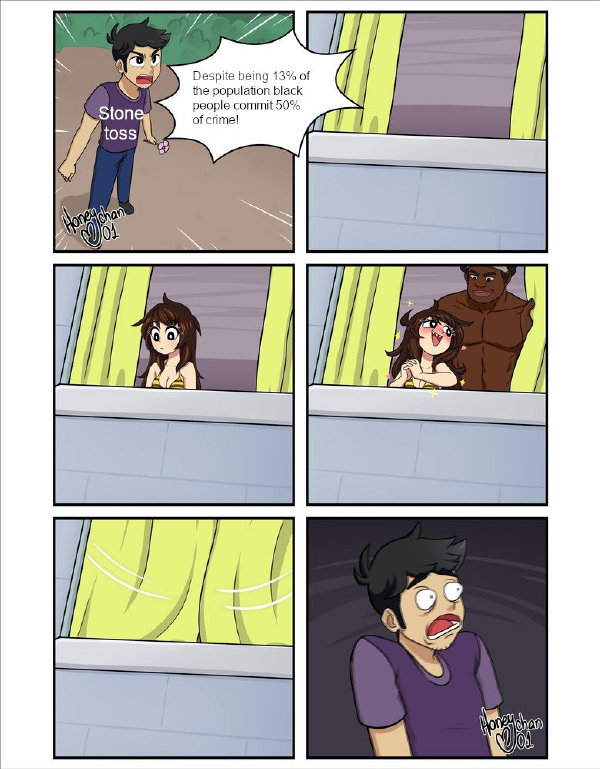 Despite being 13% of
the population black
people commit 50%
of crime!
Stone
toss
Honeychan
01
Honeychan
01